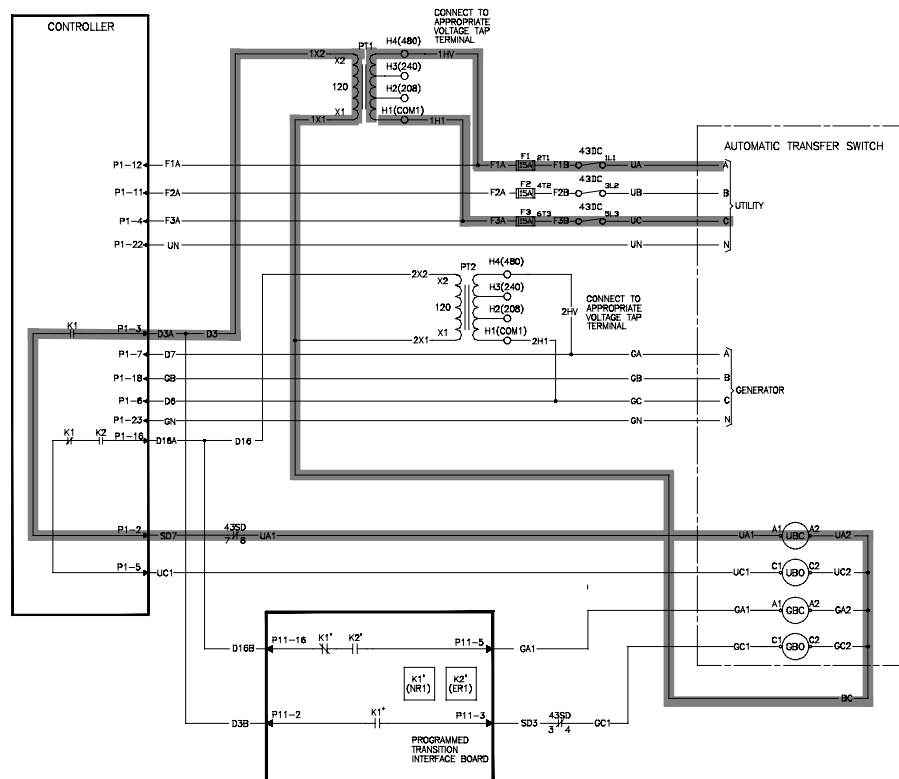 CONTROLLER
CONNECT TO
APPROPRIATE
VOLTAGE TAP
TERMINAL
1X2
PT1
H4(480)
1HV
X2
H3(240)
120
H2(208)
X1
H1(COM1)
1X1
1H1
AUTOMATIC TRANSFER SWITCH
P1-12
F1A
F1A
F1
15A
2T1
F1B
43DC
1L1
UA
A
P1-11
F2A
F2A
F2
15A
4T2
F2B
43DC
3L2
UB
B
UTILITY
P1-4
F3A
F3A
F3
15A
6T3
F3B
43DC
5L3
UC
C
P1-22
UN
UN
N
2X2
PT2
H4(480)
X2
H3(240)
120
H2(208)
2HV
CONNECT TO
APPROPRIATE
VOLTAGE TAP
TERMINAL
X1
H1(COM1)
2X1
2H1
K1
P1-3
D3A
D3
P1-7
D7
GA
A
P1-18
GB
GB
B
GENERATOR
P1-6
D6
GC
C
P1-23
GN
GN
N
K1
K2
P1-16
D16A
D16
P1-2
SD7
43SD
7
8
UA1
UA1
A1
UBC
A2
UA2
P1-5
UC1
UC1
C1
UBO
C2
UC2
GA1
A1
GBC
A2
GA2
D16B
P11-16
K1'
K2'
P11-5
GA1
GC1
C1
GBO
C2
GC2
K1'
(NR1)
K2'
(ER1)
BC
D3B
P11-2
K1'
P11-3
SD3
43SD
3
4
GC1
PROGRAMMED
TRANSITION
INTERFACE BOARD